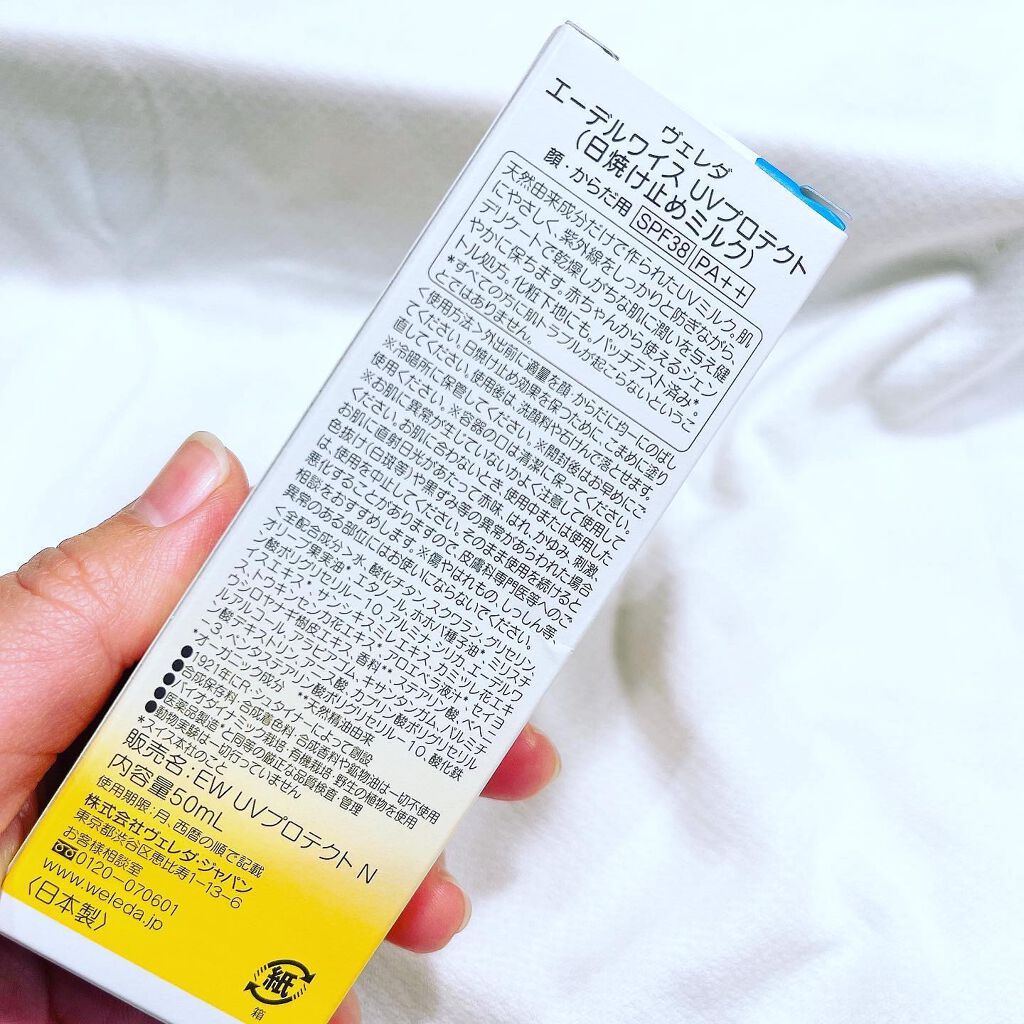 ヴェレダ
エーデルワイス UVプロテクト
(日焼け止めミルク)
顔・からだ用 SPF38 PA++
天然由来成分だけで作られたUVミルク。肌
にやさしく、紫外線をしっかりと防ぎながら、
デリケートで乾燥しがちな肌に潤いを与え健
やかに保ちます。赤ちゃんから使えるジェン
トル処方。化粧下地にも。パッチテスト済み*。
*すべての方に肌トラブルが起こらないというこ
とではありません。
<使用方法>外出前に適量を顔・からだに均一にのばし
てください。日焼け止め効果を保つために、こまめに塗り
直してください。使用後は、洗顔料や石けんで落とせます。
※冷暗所に保管してください。※開封後はお早めにご
使用ください。※容器の口は清潔に保ってください。
※お肌に異常が生じていないかよく注意して使用して
ください。お肌に合わないとき、使用中または使用した
お肌に直射日光があたって赤味、はれ、かゆみ、刺激、
色抜け(白斑等)や黒ずみ等の異常があらわれた場合
は、使用を中止してください。そのまま使用を続けると
悪化することがありますので、皮膚科専門医等へのご
相談をおすすめします。※傷やはれもの、しっしん等、
異常のある部位にはお使いにならないでください。
<全配合成分>水、酸化チタン、スクワラン、グリセリン、
オリーブ果実油*、エタノール、ホホバ種子油*、ミリスチ
ン酸ポリグリセリル-10、アルミナ、シリカ、エーデルワ
イスエキス*、サンシキスミレエキス、カミツレ花エキ
ス、トウキンセンカ花エキス*、アロエベラ液汁*、セイヨ
ウシロヤナギ樹皮エキス、香料**、ステアリン酸、ベヘ
ニルアルコール、アラビアゴム、キサンタンガム、パルミチ
ン酸デキストリン、アラキジン酸、カプリン酸ポリグリセリル
-3、ペンタステアリン酸ポリグリセリル-10、酸化鉄
*オーガニック成分 **天然精油由来
●1921年にR・シュタイナーによって創設
●合成保存料、合成着色料、合成香料や鉱物油は一切不使用
●バイオダイナミック栽培・有機栽培・野生の植物を使用
●医薬品製造*と同等の厳正な品質検査・管理
●動物実験は一切行っていません
*スイス本社のこと
販売名:EW UVプロテクト N
内容量50mL
使用期限:月、西暦の順で記載
株式会社ヴェレダ・ジャパン
東京都渋谷区恵比寿1-13-6
お客様相談室
0120-070601
www.weleda.jp
〈日本製〉
紙
箱